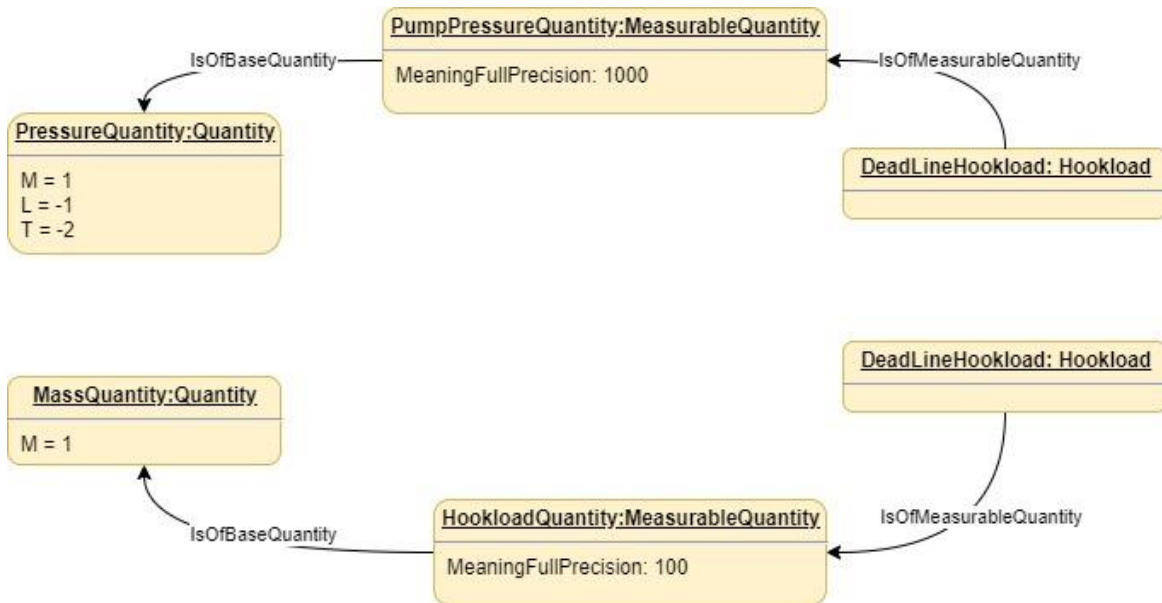 PumpPressureQuantity:MeasurableQuantity
MeaningFullPrecision: 1000
IsOfBaseQuantity
IsOfMeasurableQuantity
PressureQuantity:Quantity
M = 1
L = -1
T = -2
DeadLineHookload: Hookload
DeadLineHookload: Hookload
MassQuantity:Quantity
M = 1
HookloadQuantity:MeasurableQuantity
MeaningFullPrecision: 100
IsOfBaseQuantity
IsOfMeasurableQuantity